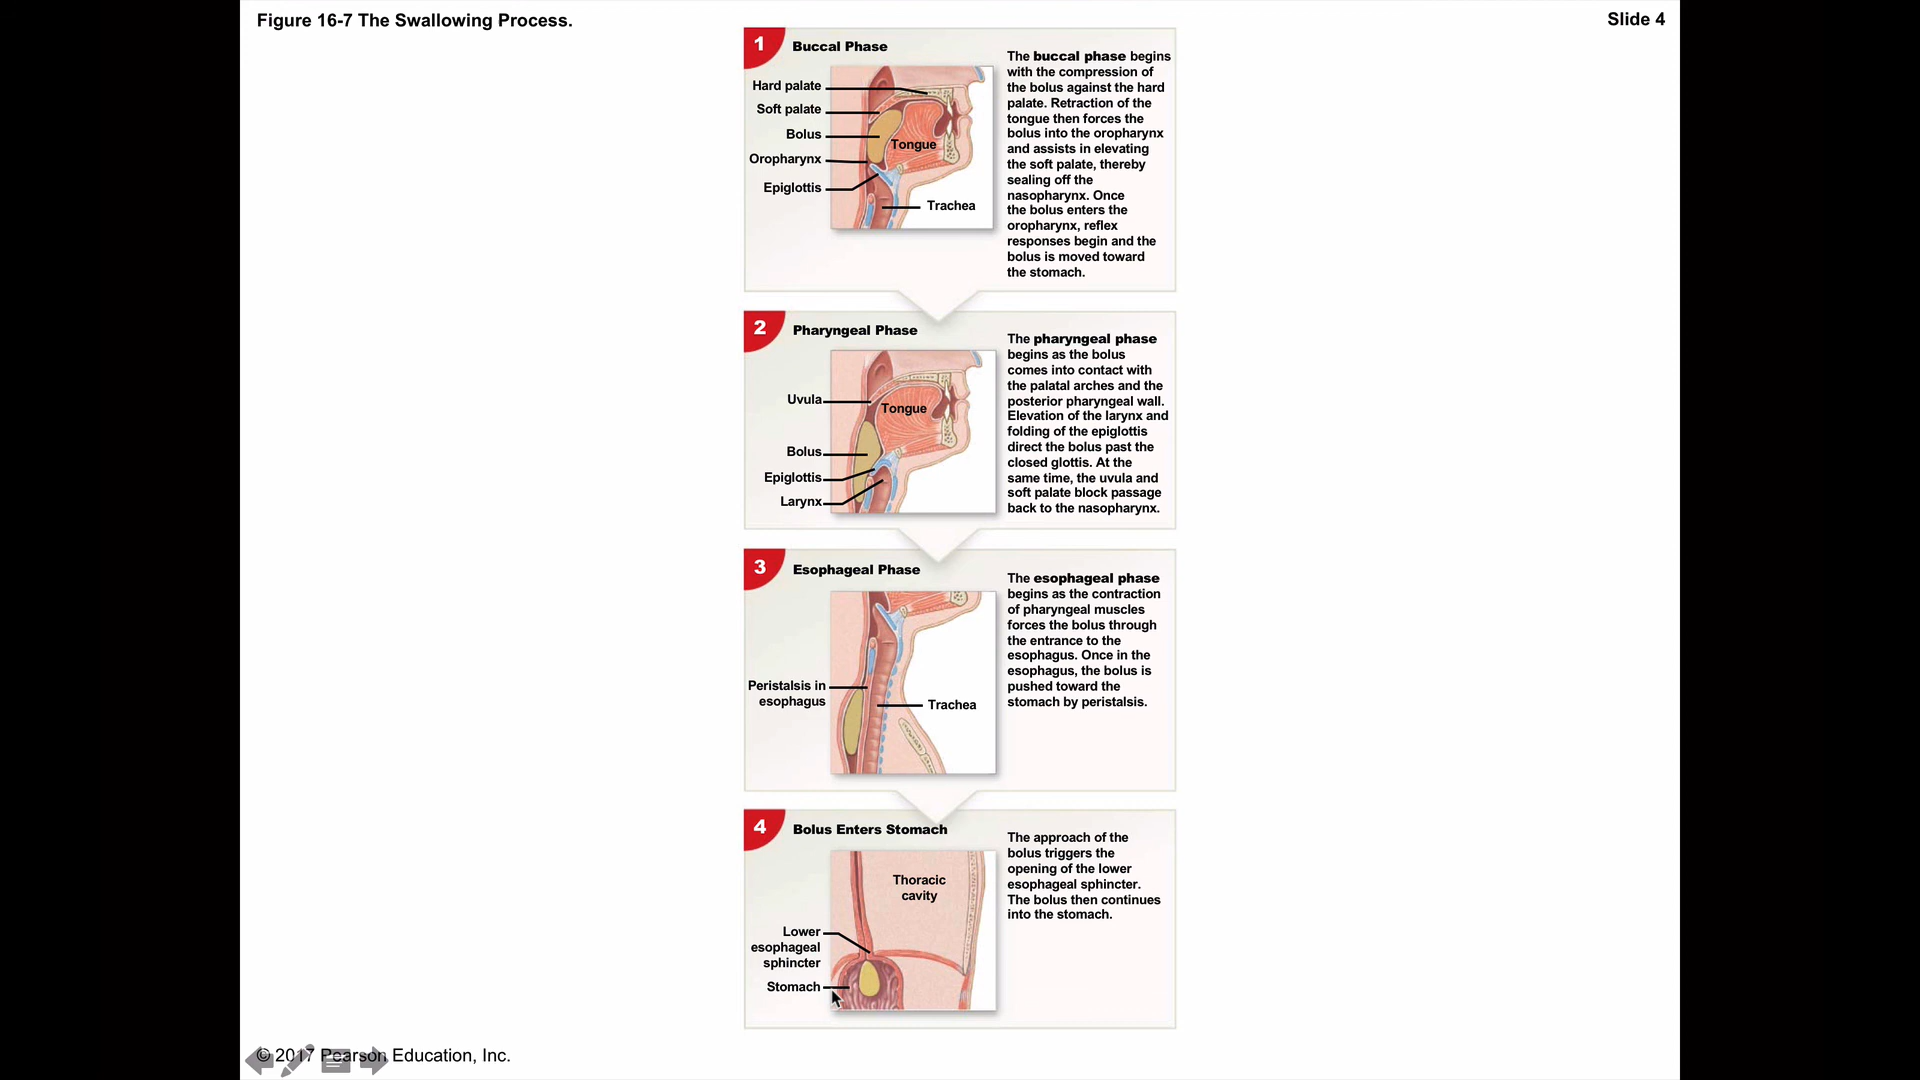 Figure 16-7 The Swallowing Process.
Slide 4
1
Buccal Phase
Hard palate
Soft palate
Bolus
Oropharynx
Epiglottis
Tongue
Trachea
The buccal phase begins
with the compression of
the bolus against the hard
palate. Retraction of the
tongue then forces the
bolus into the oropharynx
and assists in elevating
the soft palate, thereby
sealing off the
nasopharynx. Once
the bolus enters the
oropharynx, reflex
responses begin and the
bolus is moved toward
the stomach.
2
Pharyngeal Phase
Uvula
Tongue
Bolus
Epiglottis
Larynx
The pharyngeal phase
begins as the bolus
comes into contact with
the palatal arches and the
posterior pharyngeal wall.
Elevation of the larynx and
folding of the epiglottis
direct the bolus past the
closed glottis. At the
same time, the uvula and
soft palate block passage
back to the nasopharynx.
3
Esophageal Phase
Peristalsis in
esophagus
Trachea
The esophageal phase
begins as the contraction
of pharyngeal muscles
forces the bolus through
the entrance to the
esophagus. Once in the
esophagus, the bolus is
pushed toward the
stomach by peristalsis.
4
Bolus Enters Stomach
Thoracic
cavity
Lower
esophageal
sphincter
Stomach
The approach of the
bolus triggers the
opening of the lower
esophageal sphincter.
The bolus then continues
into the stomach.
© 2017 Pearson Education, Inc.